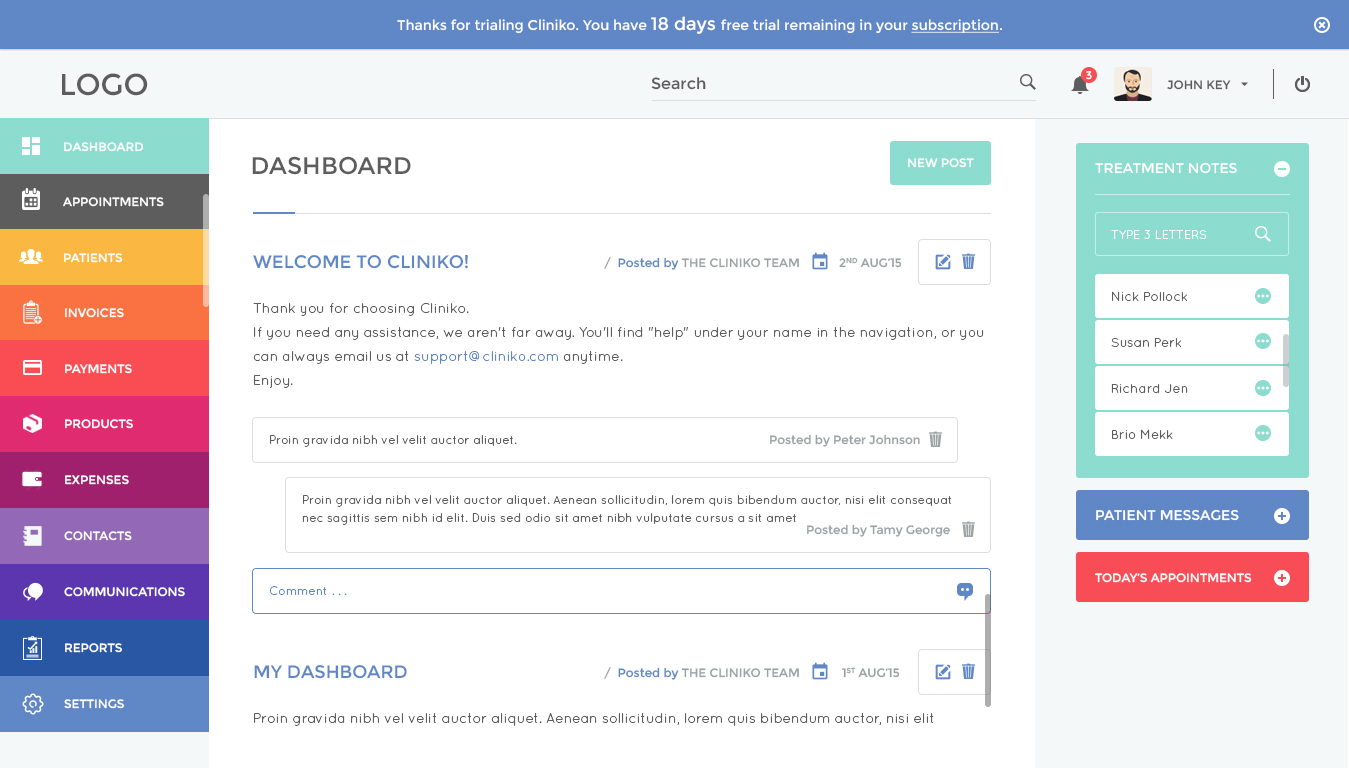 Thanks for trialing Cliniko. You have 18 days free trial remaining in your subscription.
LOGO
Search
3
JOHN KEY
DASHBOARD
APPOINTMENTS
PATIENTS
INVOICES
PAYMENTS
PRODUCTS
EXPENSES
CONTACTS
COMMUNICATIONS
REPORTS
SETTINGS
DASHBOARD
NEW POST
WELCOME TO CLINIKO!
/ Posted by THE CLINIKO TEAM
2ND AUG'15
Thank you for choosing Cliniko.
If you need any assistance, we aren't far away. You'll find "help" under your name in the navigation, or you
can always email us at support@cliniko.com anytime.
Enjoy.
Proin gravida nibh vel velit auctor aliquet.
Posted by Peter Johnson
Proin gravida nibh vel velit auctor aliquet. Aenean sollicitudin, lorem quis bibendum auctor, nisi elit consequat
nec sagittis sem nibh id elit. Duis sed odio sit amet nibh vulputate cursus a sit amet
Posted by Tamy George
Comment . . .
MY DASHBOARD
/ Posted by THE CLINIKO TEAM
1ST AUG'15
Proin gravida nibh vel velit auctor aliquet. Aenean sollicitudin, lorem quis bibendum auctor, nisi elit
TREATMENT NOTES
TYPE 3 LETTERS
Nick Pollock
Susan Perk
Richard Jen
Brio Mekk
PATIENT MESSAGES
TODAY'S APPOINTMENTS